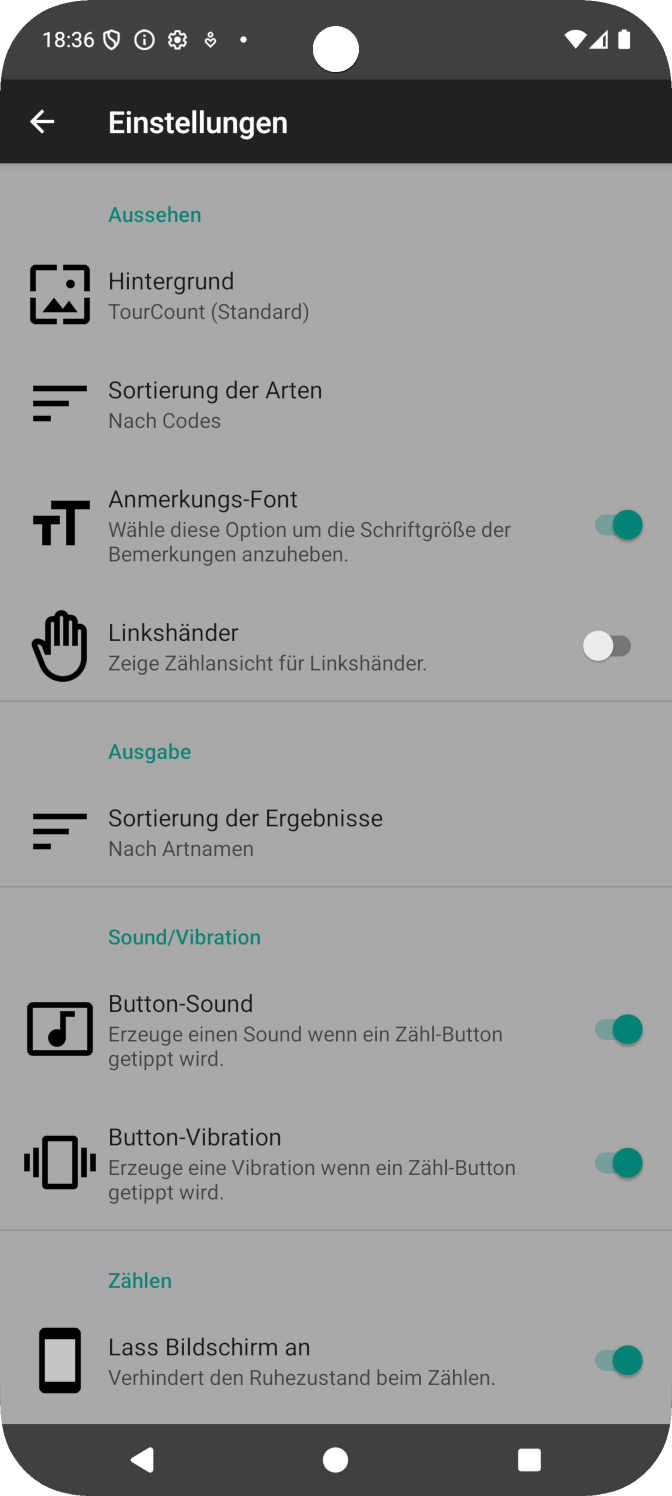 18:36
Einstellungen
Aussehen
Hintergrund
TourCount (Standard)
Sortierung der Arten
Nach Codes
Anmerkungs-Font
Wähle diese Option um die Schriftgröße der
Bemerkungen anzuheben.
Linkshänder
Zeige Zählansicht für Linkshänder.
Ausgabe
Sortierung der Ergebnisse
Nach Artnamen
Sound/Vibration
Button-Sound
Erzeuge einen Sound wenn ein Zähl-Button
getippt wird.
Button-Vibration
Erzeuge eine Vibration wenn ein Zähl-Button
getippt wird.
Zählen
Lass Bildschirm an
Verhindert den Ruhezustand beim Zählen.